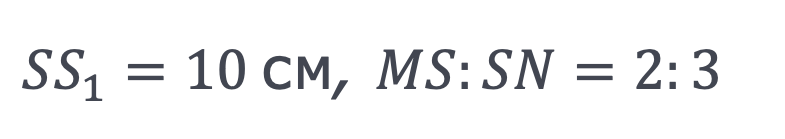 SS₁ = 10 см, MS: SN = 2: 3